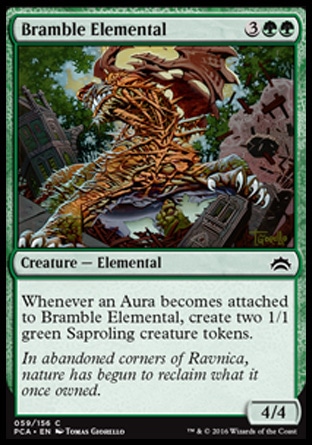 Bramble Elemental 3
Tgiorello
Creature — Elemental
Whenever an Aura becomes attached
to Bramble Elemental, create two 1/1
green Saproling creature tokens.
In abandoned corners of Ravnica,
nature has begun to reclaim what it
once owned.
4/4
059/156 C
PCA • EN Tomas Giorello
™ & © 2016 Wizards of the Coast